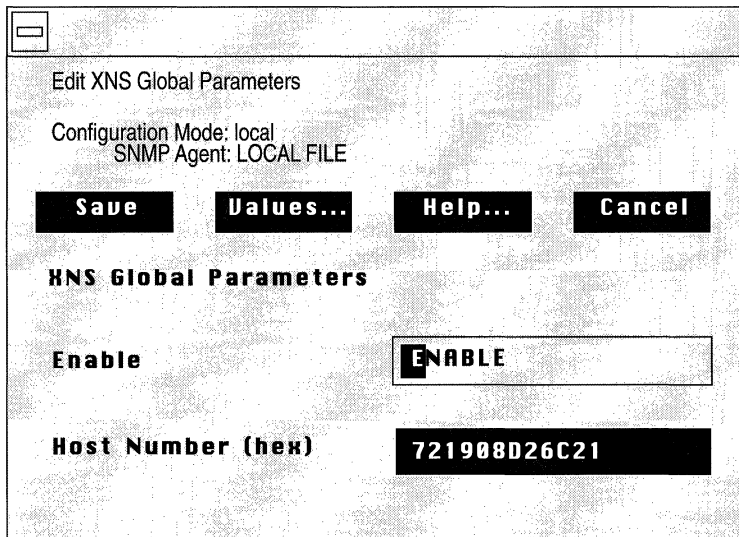 Edit XNS Global Parameters
Configuration Mode: local
SNMP Agent: LOCAL FILE
Save Values... Help... Cancel
XNS Global Parameters
Enable ENABLE
Host Number (hex) 721908D26C21